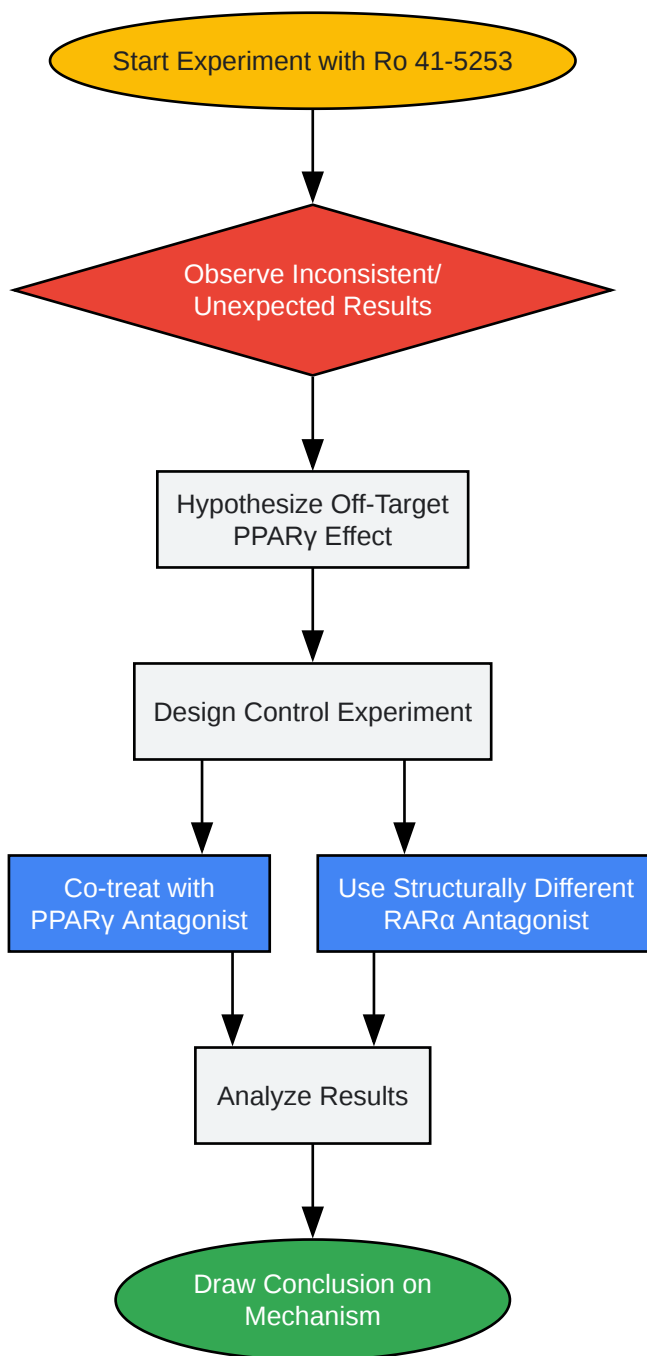 Start Experiment with Ro 41-5253
Observe Inconsistent/
Unexpected Results
Hypothesize Off-Target
PPARγ Effect
Design Control Experiment
Co-treat with
PPARγ Antagonist
Use Structurally Different
RARα Antagonist
Analyze Results
Draw Conclusion on
Mechanism